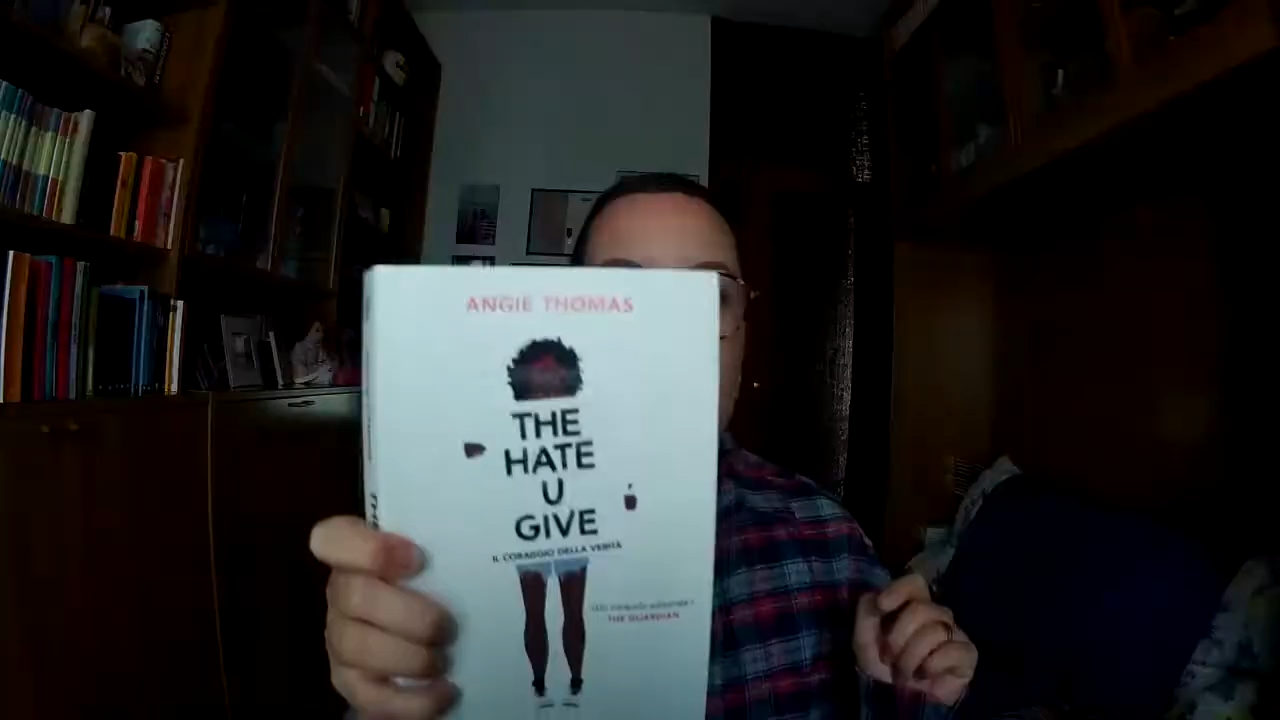 ANGIE THOMAS
THE
HATE
U
GIVE
IL CORAGGIO DELLA VERITÀ
THE GUARDIAN